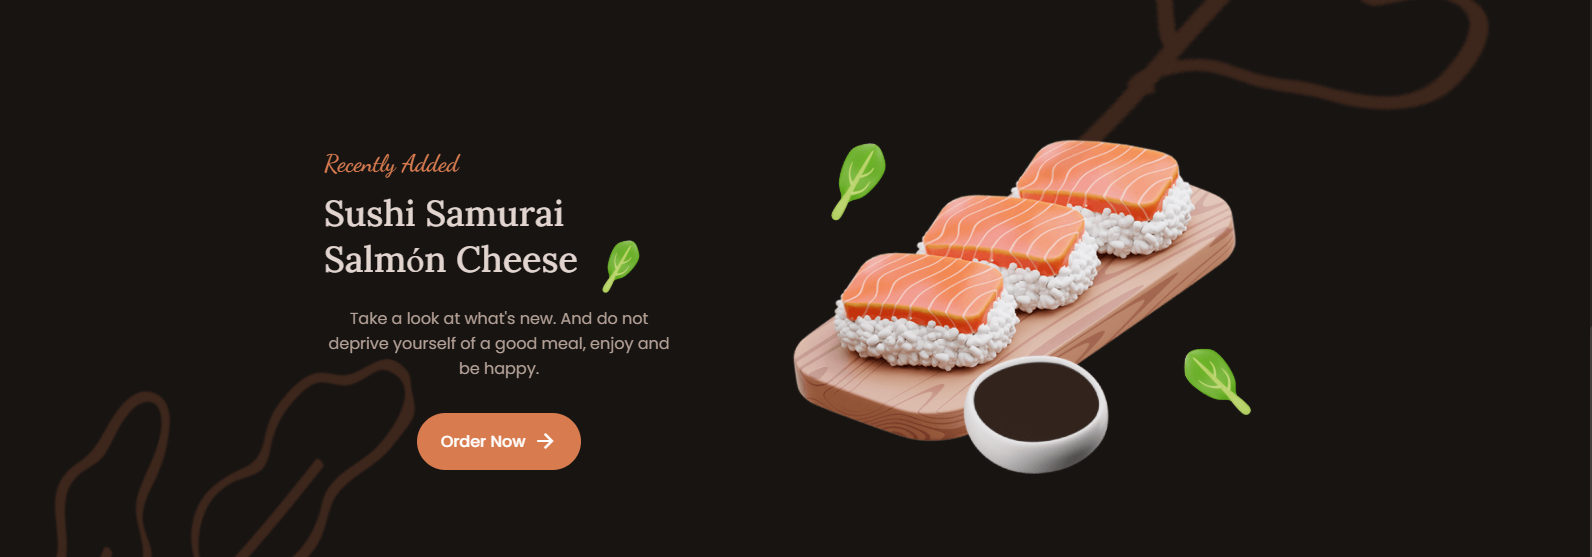 Recently Added
Sushi Samurai
Salmón Cheese
Take a look at what's new. And do not
deprive yourself of a good meal, enjoy and
be happy.
Order Now